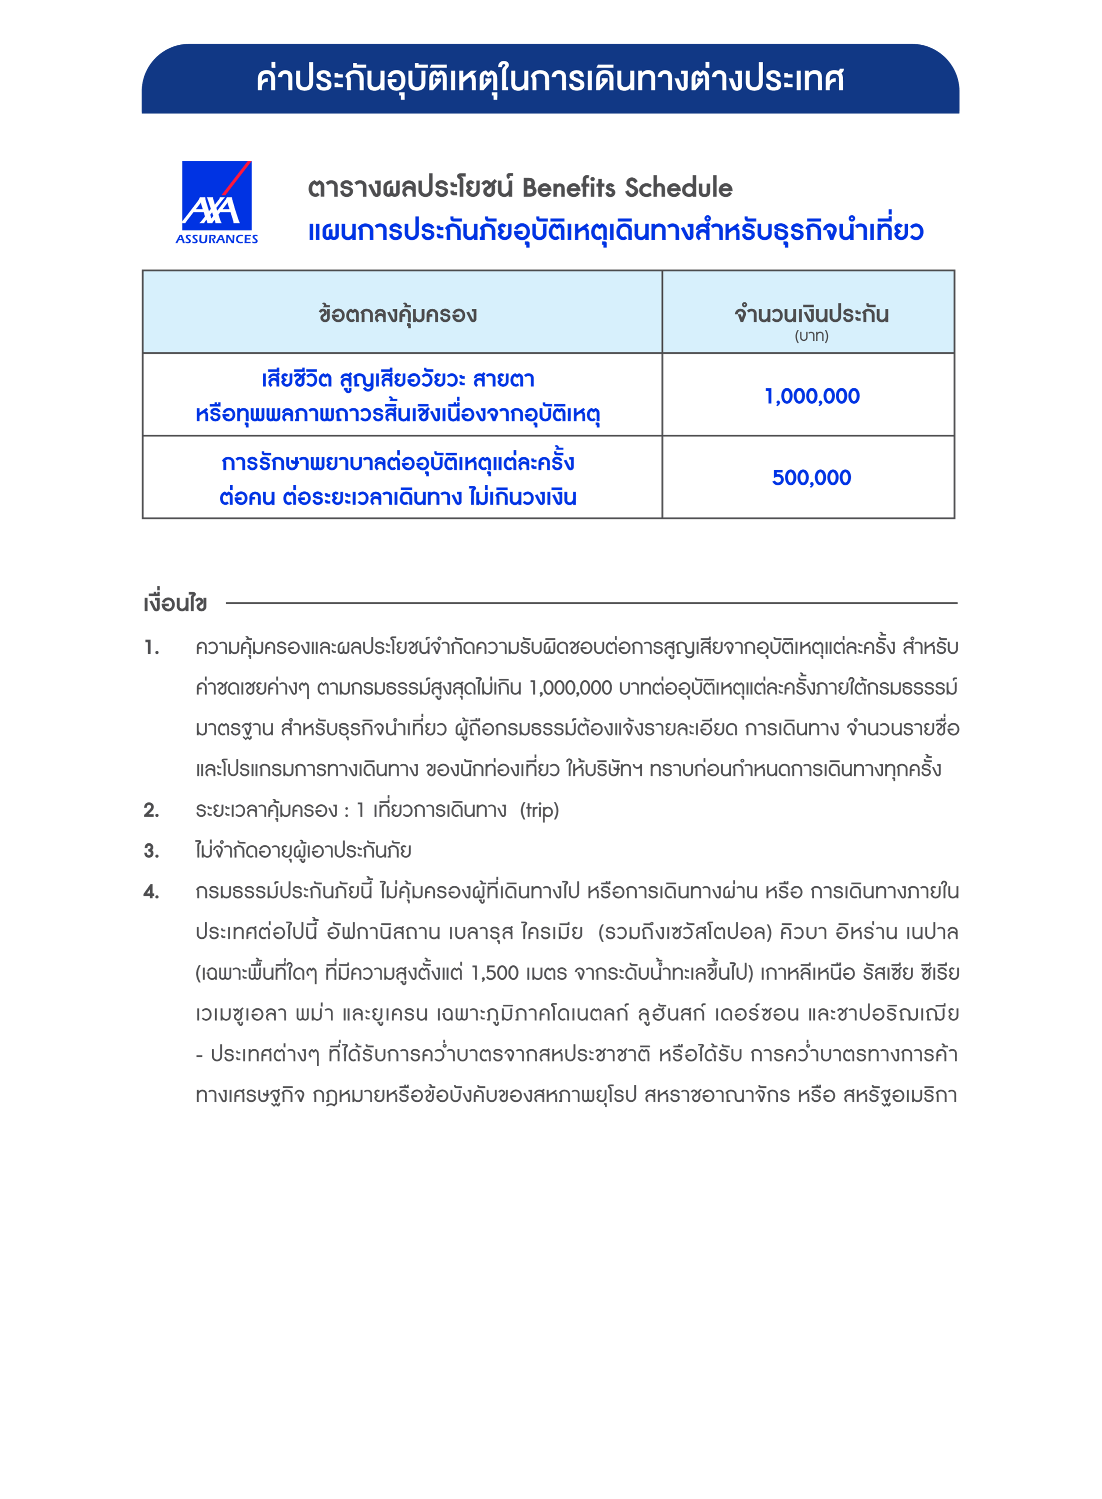 ค่าประกันอุบัติเหตุในการเดินทางต่างประเทศ
AXA
ASSURANCES
ตารางผลประโยชน์ Benefits Schedule
แผนการประกันภัยอุบัติเหตุเดินทางสำหรับธุรกิจนำเที่ยว
ข้อตกลงคุ้มครอง
จำนวนเงินประกัน
(บาท)
เสียชีวิต สูญเสียอวัยวะ สายตา
หรือทุพพลภาพถาวรสิ้นเชิงเนื่องจากอุบัติเหตุ
1,000,000
การรักษาพยาบาลต่ออุบัติเหตุแต่ละครั้ง
ต่อคน ต่อระยะเวลาเดินทาง ไม่เกินวงเงิน
500,000
เงื่อนไข
1. ความคุ้มครองและผลประโยชน์จำกัดความรับผิดชอบต่อการสูญเสียจากอุบัติเหตุแต่ละครั้ง สำหรับ
ค่าชดเชยค่างๆ ตามกรมธรรม์สูงสุดไม่เกิน 1,000,000 บาทต่ออุบัติเหตุแต่ละครั้งภายใต้กรมธรรรม์
มาตรฐาน สำหรับธุรกิจนำเที่ยว ผู้ถือกรมธรรม์ต้องแจ้งรายละเอียด การเดินทาง จำนวนรายชื่อ
และโปรแกรมการทางเดินทาง ของนักท่องเที่ยว ให้บริษัทฯ ทราบก่อนกำหนดการเดินทางทุกครั้ง
2. ระยะเวลาคุ้มครอง : 1 เที่ยวการเดินทาง (trip)
3. ไม่จำกัดอายุผู้เอาประกันภัย
4. กรมธรรม์ประกันภัยนี้ ไม่คุ้มครองผู้ที่เดินทางไป หรือการเดินทางผ่าน หรือ การเดินทางภายใน
ประเทศต่อไปนี้ อัฟกานิสถาน เบลารุส ไครเมีย (รวมถึงเซวัสโตปอล) คิวบา อิหร่าน เนปาล
(เฉพาะพื้นที่ใดๆ ที่มีความสูงตั้งแต่ 1,500 เมตร จากระดับน้ำทะเลขึ้นไป) เกาหลีเหนือ รัสเซีย ซีเรีย
เวเมซูเอลา พม่า และยูเครน เฉพาะภูมิภาคโดเนตลก์ ลูฮันสก์ เดอร์ซอน และซาปอริฌเฌีย
- ประเทศต่างๆ ที่ได้รับการคว่ำบาตรจากสหประชาชาติ หรือได้รับ การคว่ำบาตรทางการค้า
ทางเศรษฐกิจ กฎหมายหรือข้อบังคับของสหภาพยุโรป สหราชอาณาจักร หรือ สหรัฐอเมริกา